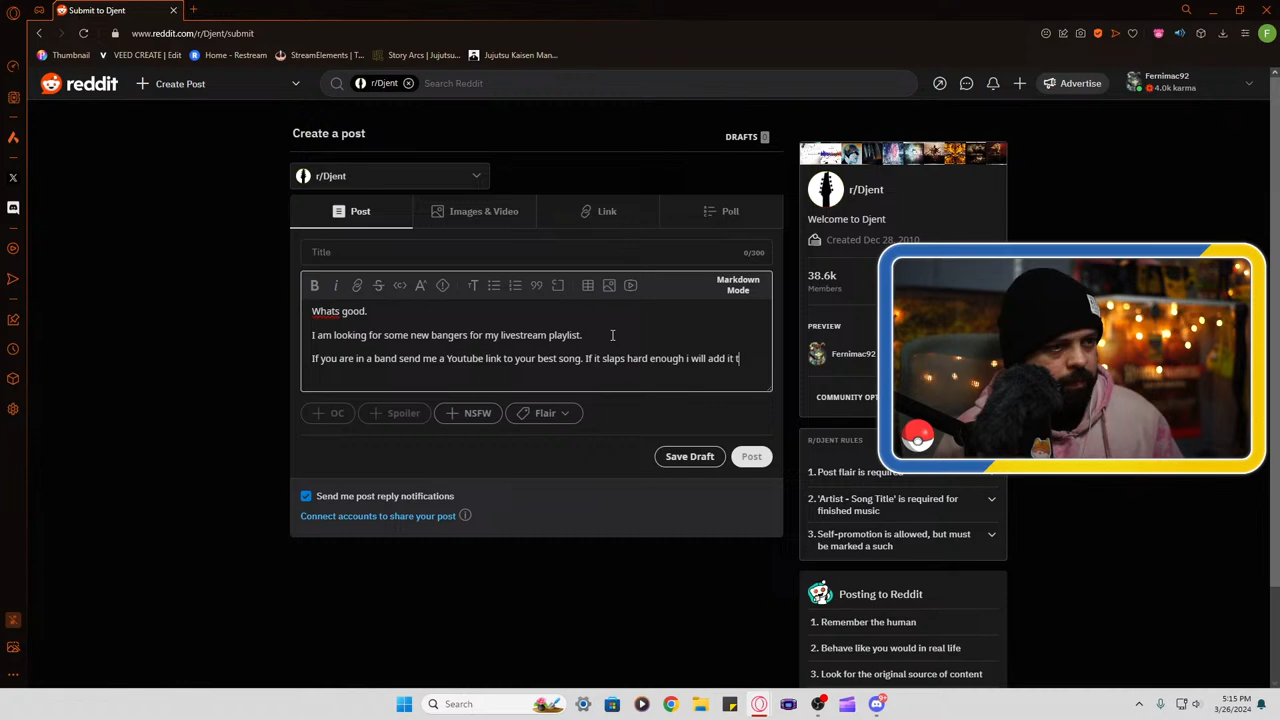 Submit to Djent
www.reddit.com/r/Djent/submit
Thumbnail
VEED CREATE | Edit
Home - Restream
StreamElements | T...
Story Arcs | Jujutsu...
Jujutsu Kaisen Man...
reddit
Create Post
r/Djent
Search Reddit
Advertise
Fernimac92
4.0k karma
Create a post
DRAFTS 0
r/Djent
Post
Images & Video
Link
Poll
Title
0/300
Markdown
Mode
Whats good.
I am looking for some new bangers for my livestream playlist.
If you are in a band send me a Youtube link to your best song. If it slaps hard enough i will add it t
OC
Spoiler
NSFW
Flair
Save Draft
Post
Send me post reply notifications
Connect accounts to share your post
r/Djent
Welcome to Djent
Created Dec 28, 2010
38.6k
Members
PREVIEW
Fernimac92
COMMUNITY OPT
R/DJENT RULES
1. Post flair is required
2. 'Artist - Song Title' is required for
finished music
3. Self-promotion is allowed, but must
be marked a such
Posting to Reddit
1. Remember the human
2. Behave like you would in real life
3. Look for the original source of content
Search
5:15 PM
3/26/2024